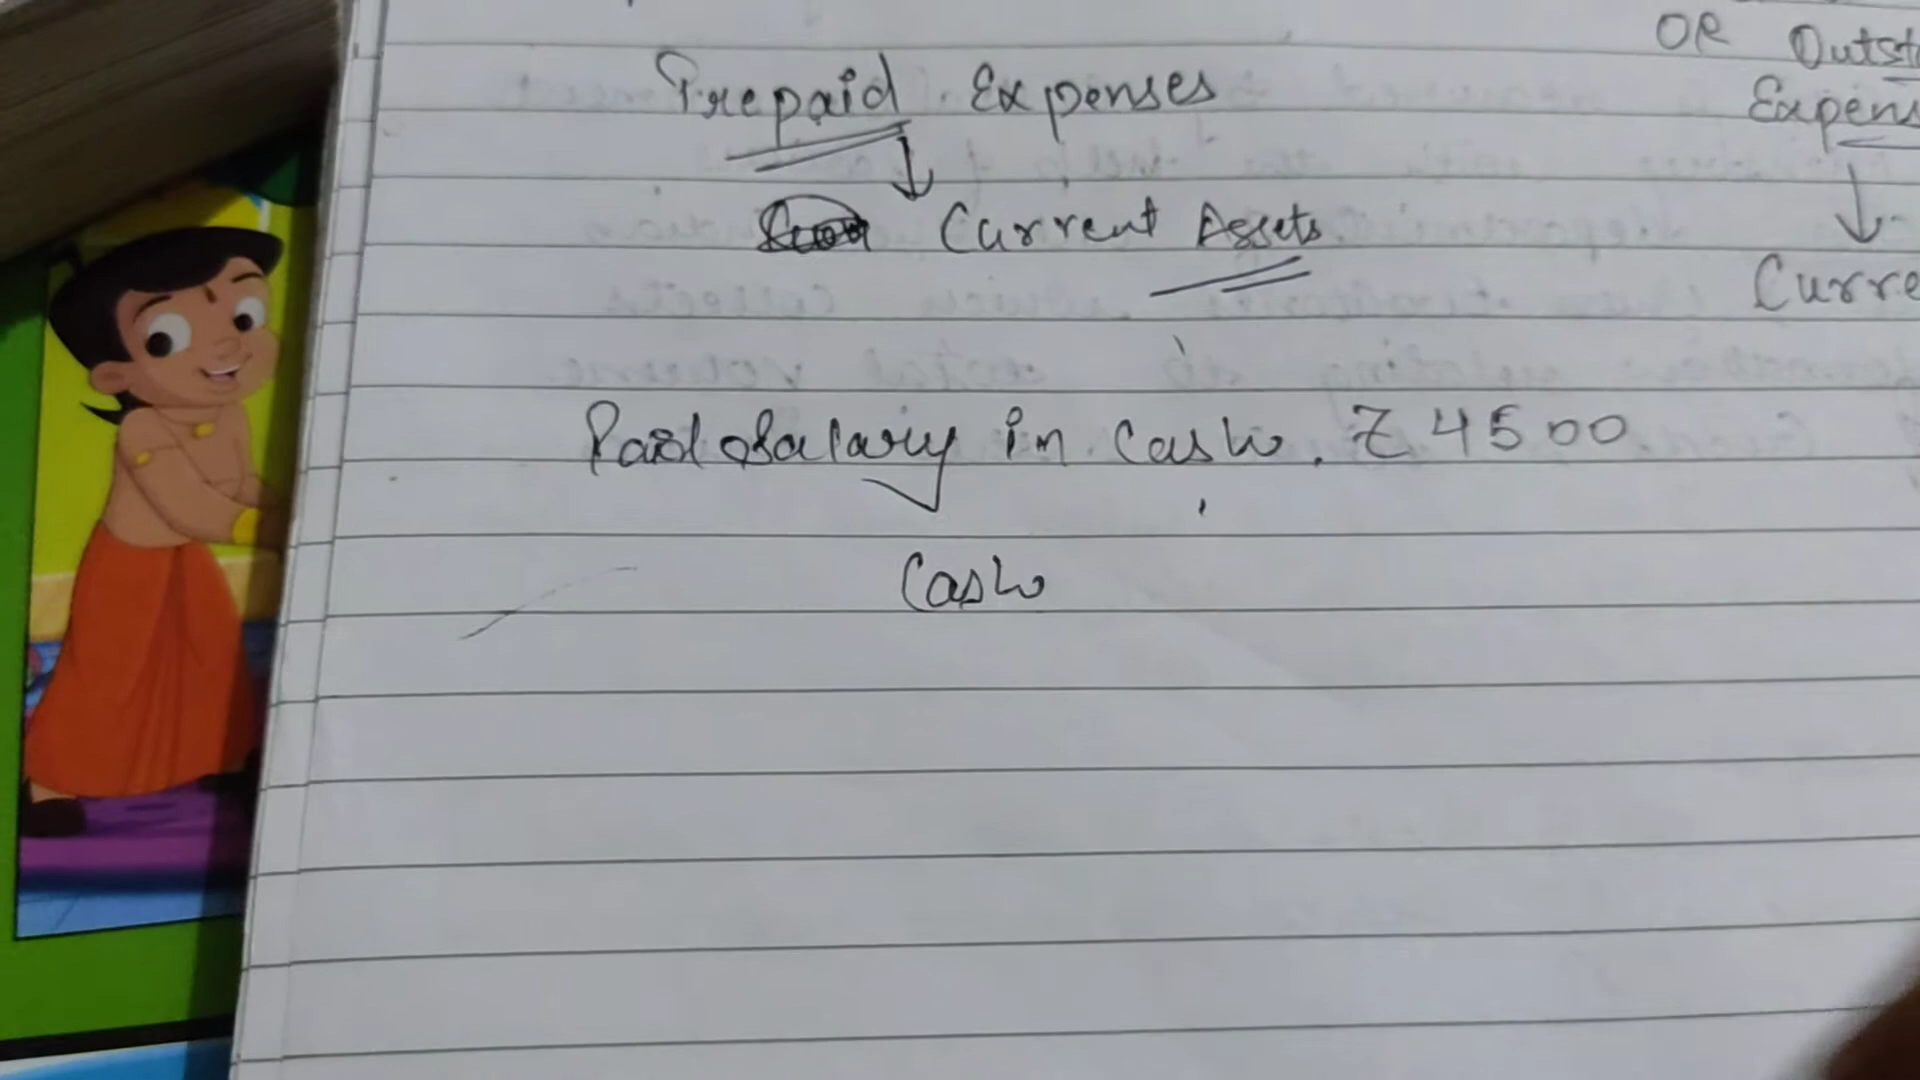 OR Outst
Prepaid Expenses
Expens
Current Assets
Curre
Paid Salary in Cash. ₹ 4500
Cash